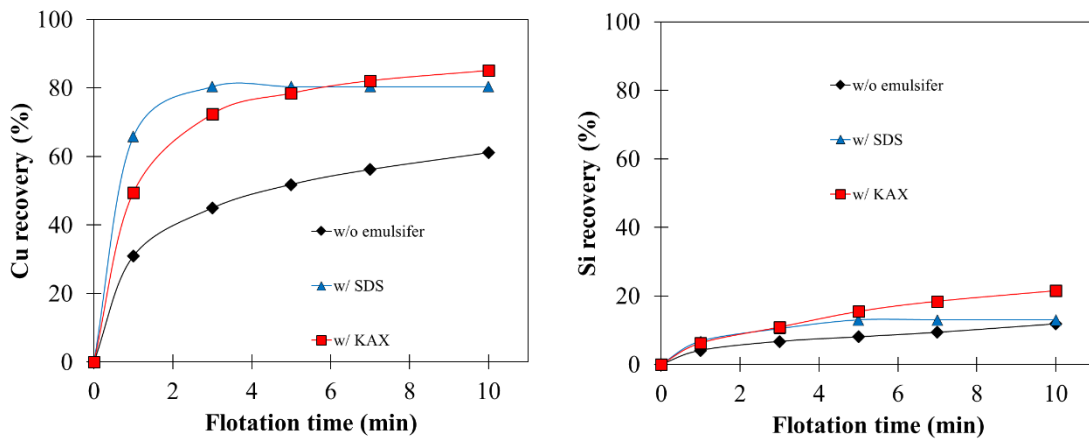 100
80
60
40
20
0
Cu recovery (%)
0 2 4 6 8 10
Flotation time (min)
w/o emulsifer
w/ SDS
w/ KAX
100
80
60
40
20
0
Si recovery (%)
0 2 4 6 8 10
Flotation time (min)
w/o emulsifer
w/ SDS
w/ KAX